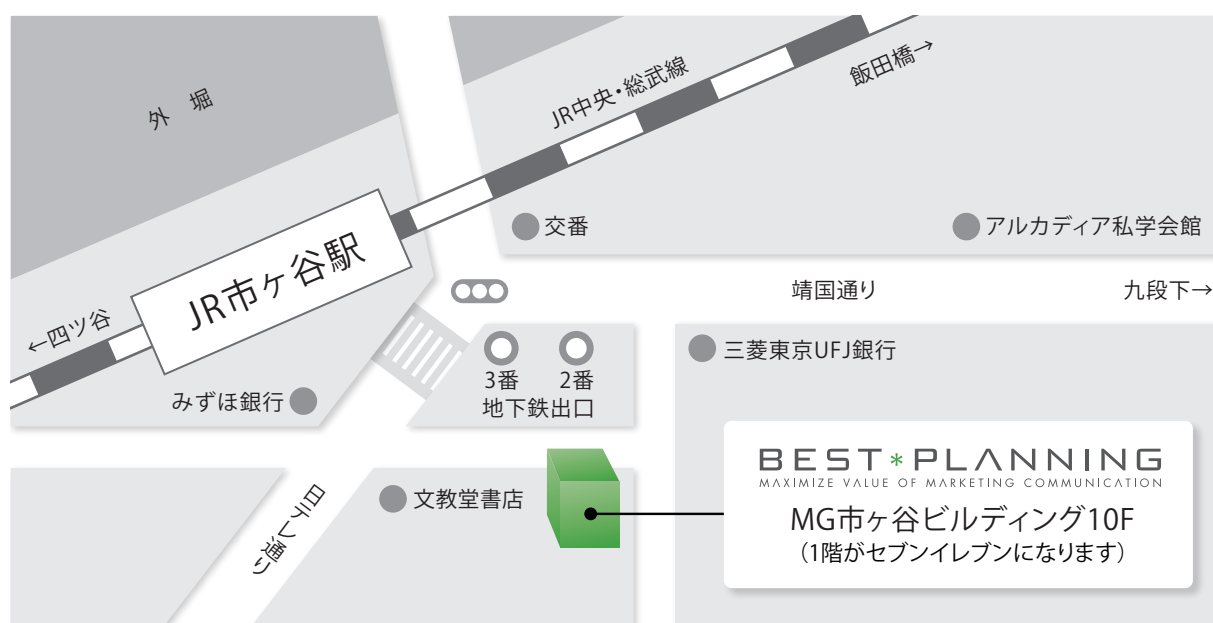 外 堀
JR中央・総武線
飯田橋→
交番
アルカディア私学会館
JR市ヶ谷駅
靖国通り
九段下→
←四ツ谷
三菱東京UFJ銀行
3番
2番
地下鉄出口
みずほ銀行
BEST*PLANNING
MAXIMIZE VALUE OF MARKETING COMMUNICATION
MG市ヶ谷ビルディング10F
(1階がセブンイレブンになります)
文教堂書店
日テレ通り